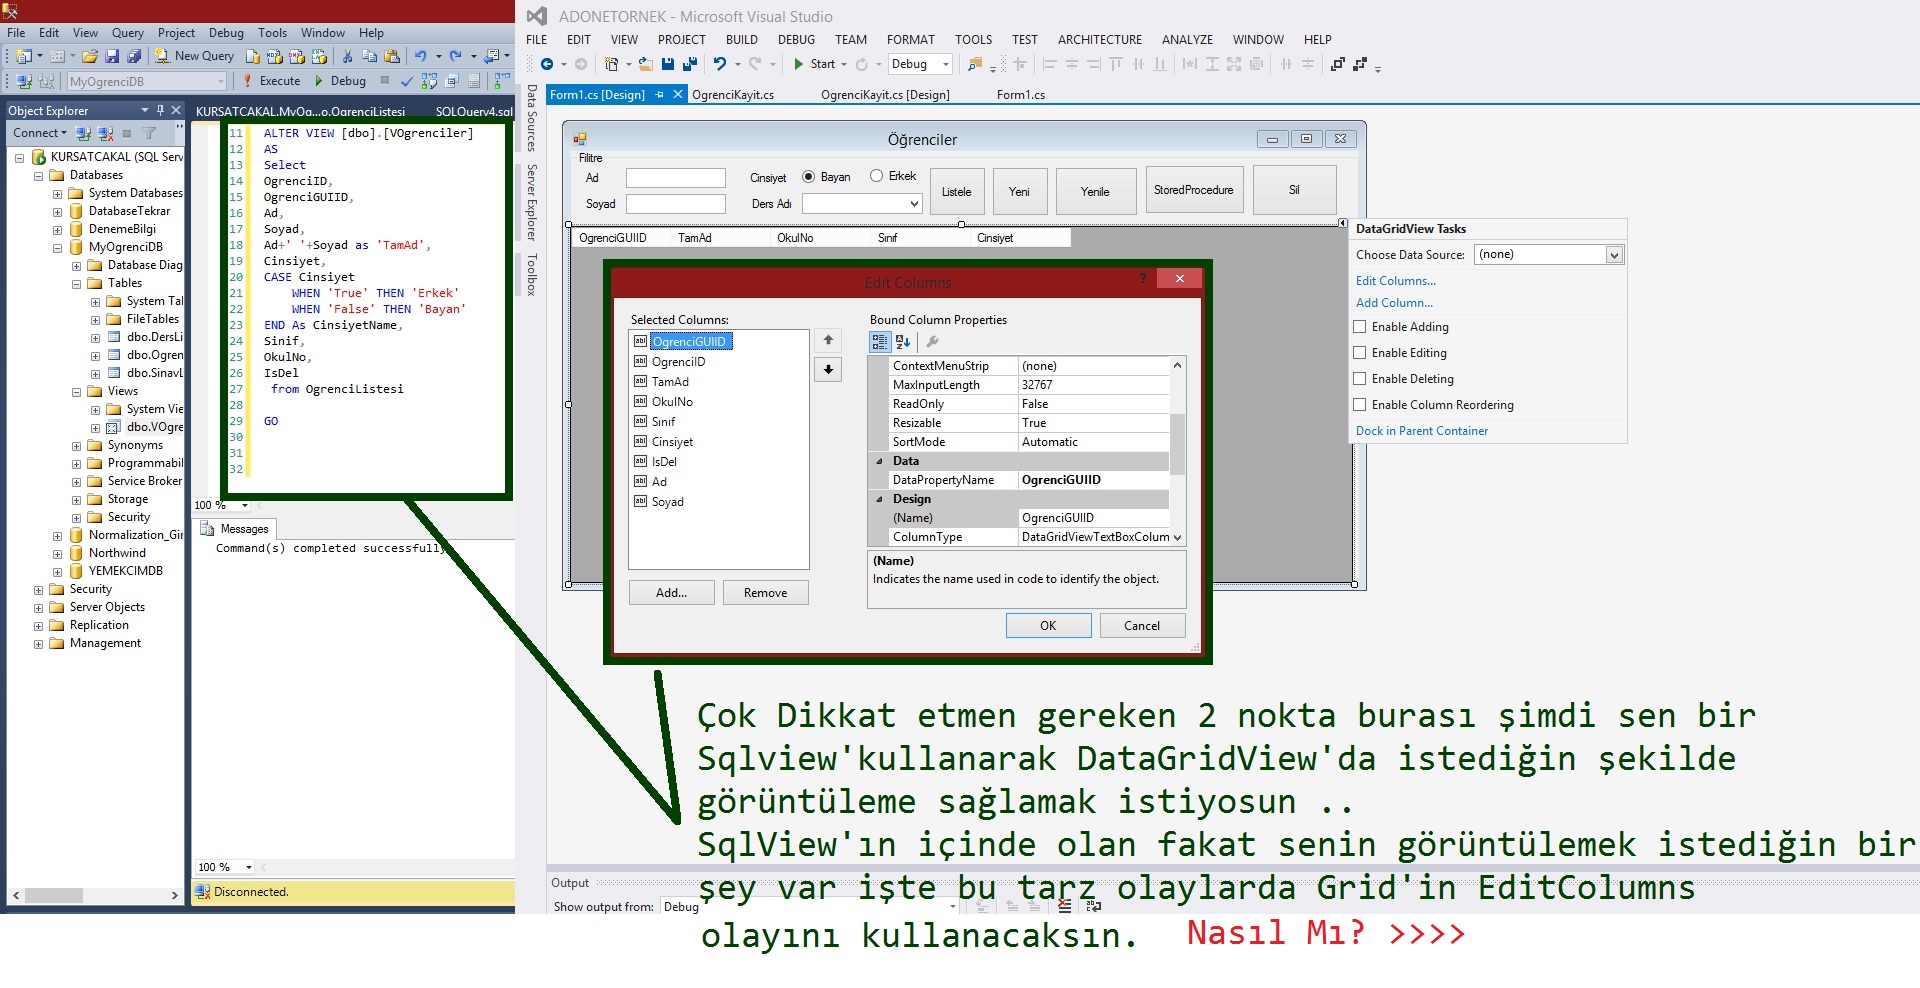 File Edit View Query Project Debug Tools Window Help
New Query
MyOgrenciDB
Execute
Debug
Object Explorer
Connect
KURSATCAKAL (SQL Serv
Databases
System Databases
DatabaseTekrar
DenemeBilgi
MyOgrenciDB
Database Diag
Tables
System Tal
FileTables
dbo.DersLi
dbo.Ogren
dbo.SinavL
Views
System Vie
dbo.VOgre
Synonyms
Programmabil
Service Broker
Storage
Security
Normalization_Gir
Northwind
YEMEKCIMDB
Security
Server Objects
Replication
Management
KURSATCAKAL.MyOg...o.OgrenciListesi
SQLQuery4.sql
11 ALTER VIEW [dbo].[VOgrenciler]
12 AS
13 Select
14 OgrenciID,
15 OgrenciGUIID,
16 Ad,
17 Soyad,
18 Ad+' '+Soyad as 'TamAd',
19 Cinsiyet,
20 CASE Cinsiyet
21 WHEN 'True' THEN 'Erkek'
22 WHEN 'False' THEN 'Bayan'
23 END As CinsiyetName,
24 Sinif,
25 OkulNo,
26 IsDel
27 from OgrenciListesi
28
29 GO
30
31
32
100 %
Messages
Command(s) completed successfully
100 %
Disconnected.
ADONETORNEK - Microsoft Visual Studio
FILE EDIT VIEW PROJECT BUILD DEBUG TEAM FORMAT TOOLS TEST ARCHITECTURE ANALYZE WINDOW HELP
Start
Debug
Data Sources
Server Explorer
Toolbox
Form1.cs [Design]
OgrenciKayit.cs
OgrenciKayit.cs [Design]
Form1.cs
Öğrenciler
Filitre
Ad
Cinsiyet
Bayan
Erkek
Soyad
Ders Adı
Listele
Yeni
Yenile
StoredProcedure
Sil
OgrenciGUIID TamAd OkulNo Sınıf Cinsiyet
DataGridView Tasks
Choose Data Source: (none)
Edit Columns...
Add Column...
Enable Adding
Enable Editing
Enable Deleting
Enable Column Reordering
Dock in Parent Container
Edit Columns
?
Selected Columns:
OgrenciGUIID
OgrenciID
TamAd
OkulNo
Sınıf
Cinsiyet
IsDel
Ad
Soyad
Add...
Remove
Bound Column Properties
ContextMenuStrip (none)
MaxInputLength 32767
ReadOnly False
Resizable True
SortMode Automatic
Data
DataPropertyName OgrenciGUIID
Design
(Name) OgrenciGUIID
ColumnType DataGridViewTextBoxColum
(Name)
Indicates the name used in code to identify the object.
OK
Cancel
Çok Dikkat etmen gereken 2 nokta burası şimdi sen bir
Sqlview'kullanarak DataGridView'da istediğin şekilde
görüntüleme sağlamak istiyosun ..
SqlView'ın içinde olan fakat senin görüntülemek istediğin bir
şey var işte bu tarz olaylarda Grid'in EditColumns
olayını kullanacaksın. Nasıl Mı? >>>>
Output
Show output from: Debug